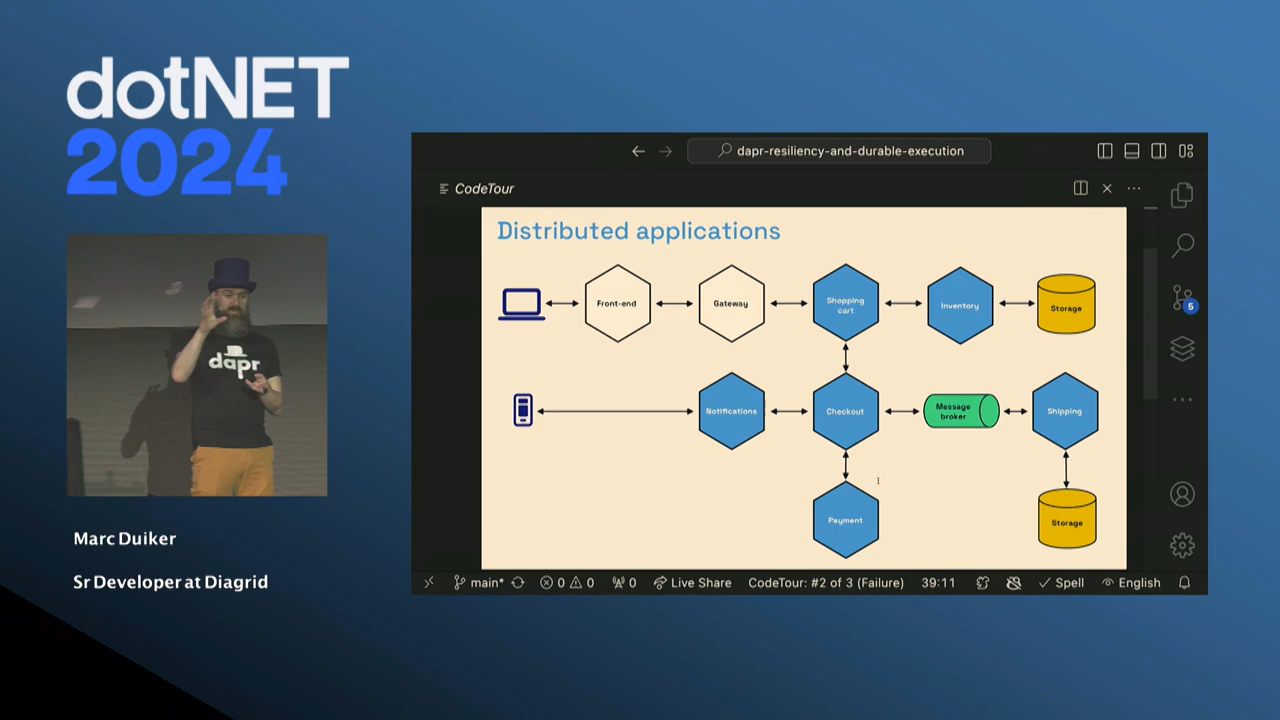 dotNET
2024
dapr
Marc Duiker
Sr Developer at Diagrid
dapr-resiliency-and-durable-execution
CodeTour
Distributed applications
Front-end
Gateway
Shopping
cart
Inventory
Storage
Notifications
Checkout
Message
broker
Shipping
Payment
Storage
5
main*
0
0
0
Live Share
CodeTour: #2 of 3 (Failure)
39:11
Spell
English